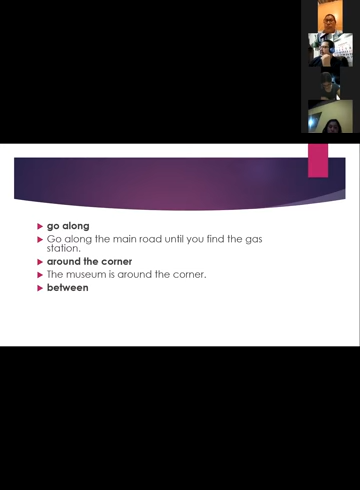 go along
Go along the main road until you find the gas
station.
around the corner
The museum is around the corner.
between